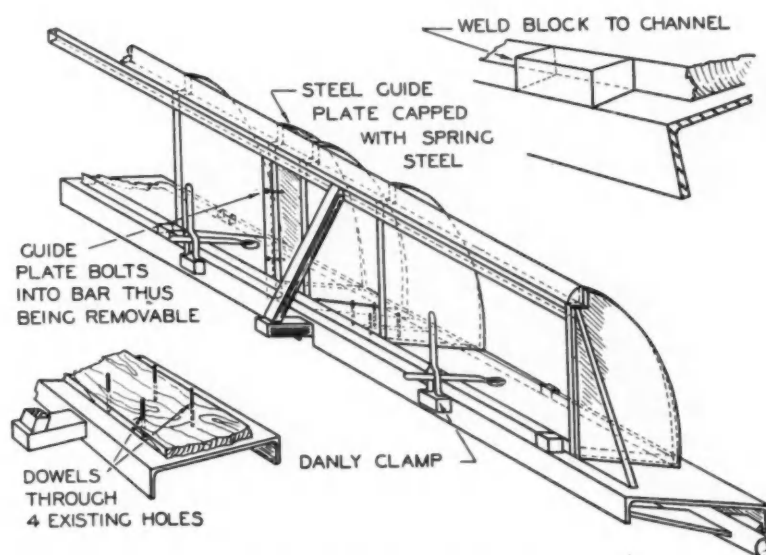 WELD BLOCK TO CHANNEL
STEEL GUIDE
PLATE CAPPED
WITH SPRING
STEEL
GUIDE
PLATE BOLTS
INTO BAR THUS
BEING REMOVABLE
DANLY CLAMP
DOWELS
THROUGH
4 EXISTING HOLES